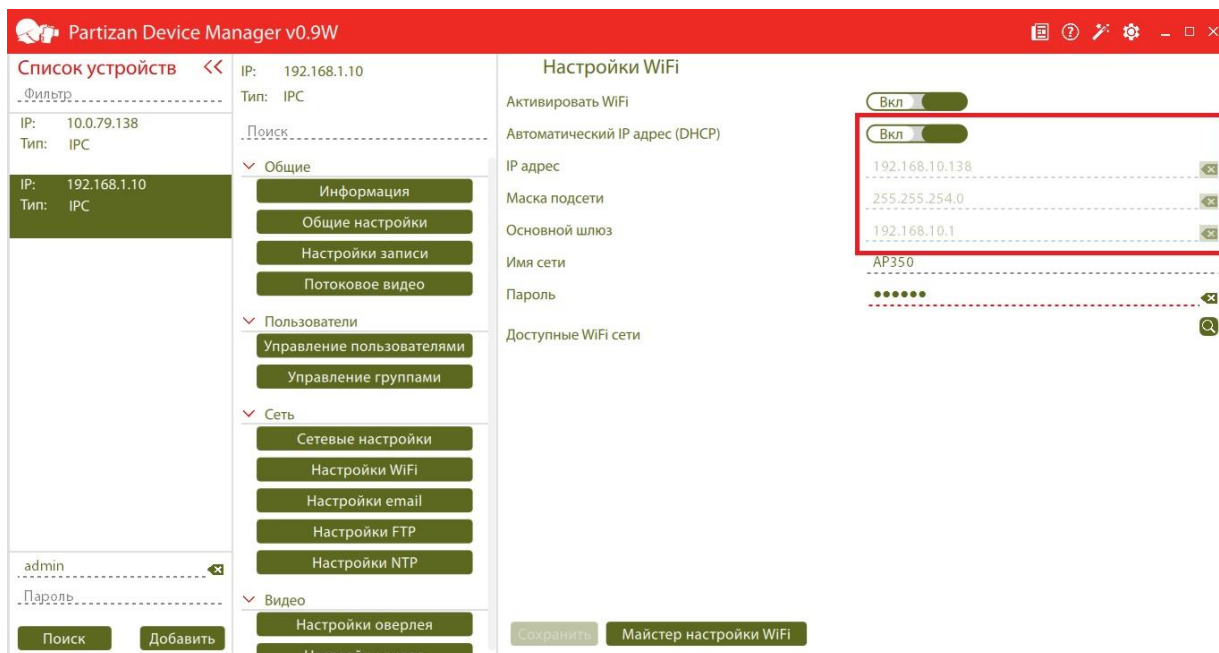 Partizan Device Manager v0.9W
Список устройств <<
Фильтр
IP: 10.0.79.138
Тип: IPC
IP: 192.168.1.10
Тип: IPC
admin
Пароль
Поиск Добавить
IP: 192.168.1.10
Тип: IPC
Поиск
Общие
Информация
Общие настройки
Настройки записи
Потоковое видео
Пользователи
Управление пользователями
Управление группами
Сеть
Сетевые настройки
Настройки WiFi
Настройки email
Настройки FTP
Настройки NTP
Видео
Настройки оверлея
Настройки WiFi
Активировать WiFi Вкл
Автоматический IP адрес (DHCP) Вкл
IP адрес 192.168.10.138
Маска подсети 255.255.254.0
Основной шлюз 192.168.10.1
Имя сети AP350
Пароль ●●●●●●
Доступные WiFi сети
Сохранить Майстер настройки WiFi